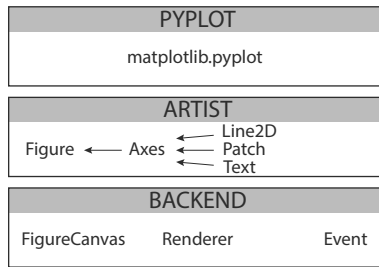 PYPLOT
matplotlib.pyplot
ARTIST
Line2D
Figure Axes Patch
Text
BACKEND
FigureCanvas Renderer Event